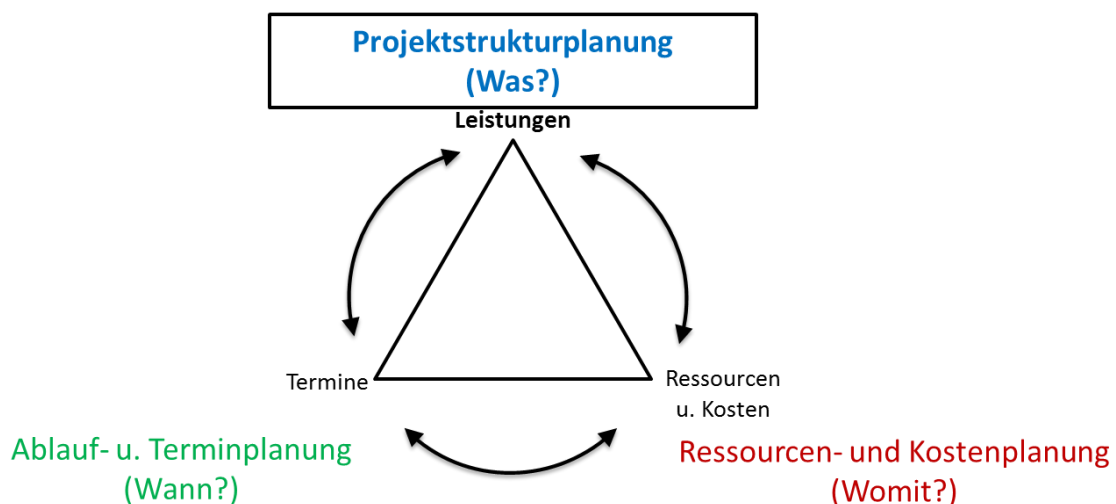 Projektstrukturplanung
(Was?)
Leistungen
Termine
Ressourcen
u. Kosten
Ablauf- u. Terminplanung
(Wann?)
Ressourcen- und Kostenplanung
(Womit?)